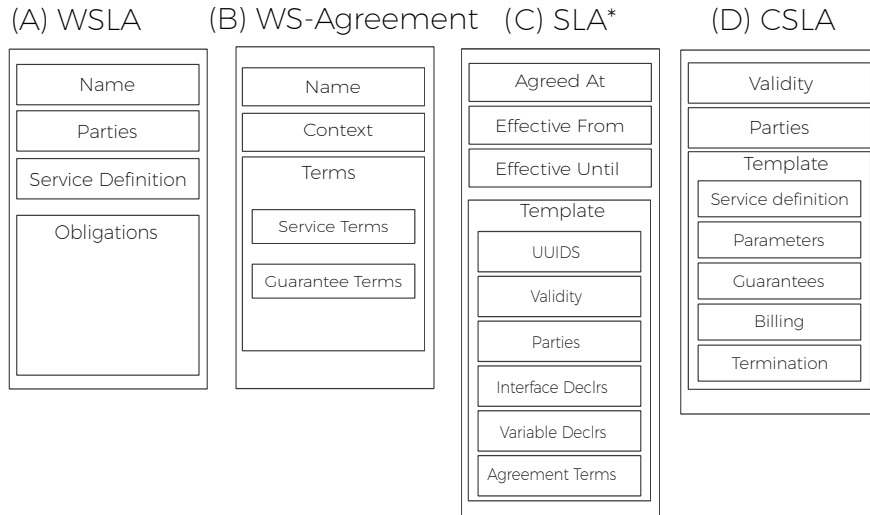 (A) WSLA
Name
Parties
Service Definition
Obligations
(B) WS-Agreement
Name
Context
Terms
Service Terms
Guarantee Terms
(C) SLA*
Agreed At
Effective From
Effective Until
Template
UUIDS
Validity
Parties
Interface Declrs
Variable Declrs
Agreement Terms
(D) CSLA
Validity
Parties
Template
Service definition
Parameters
Guarantees
Billing
Termination